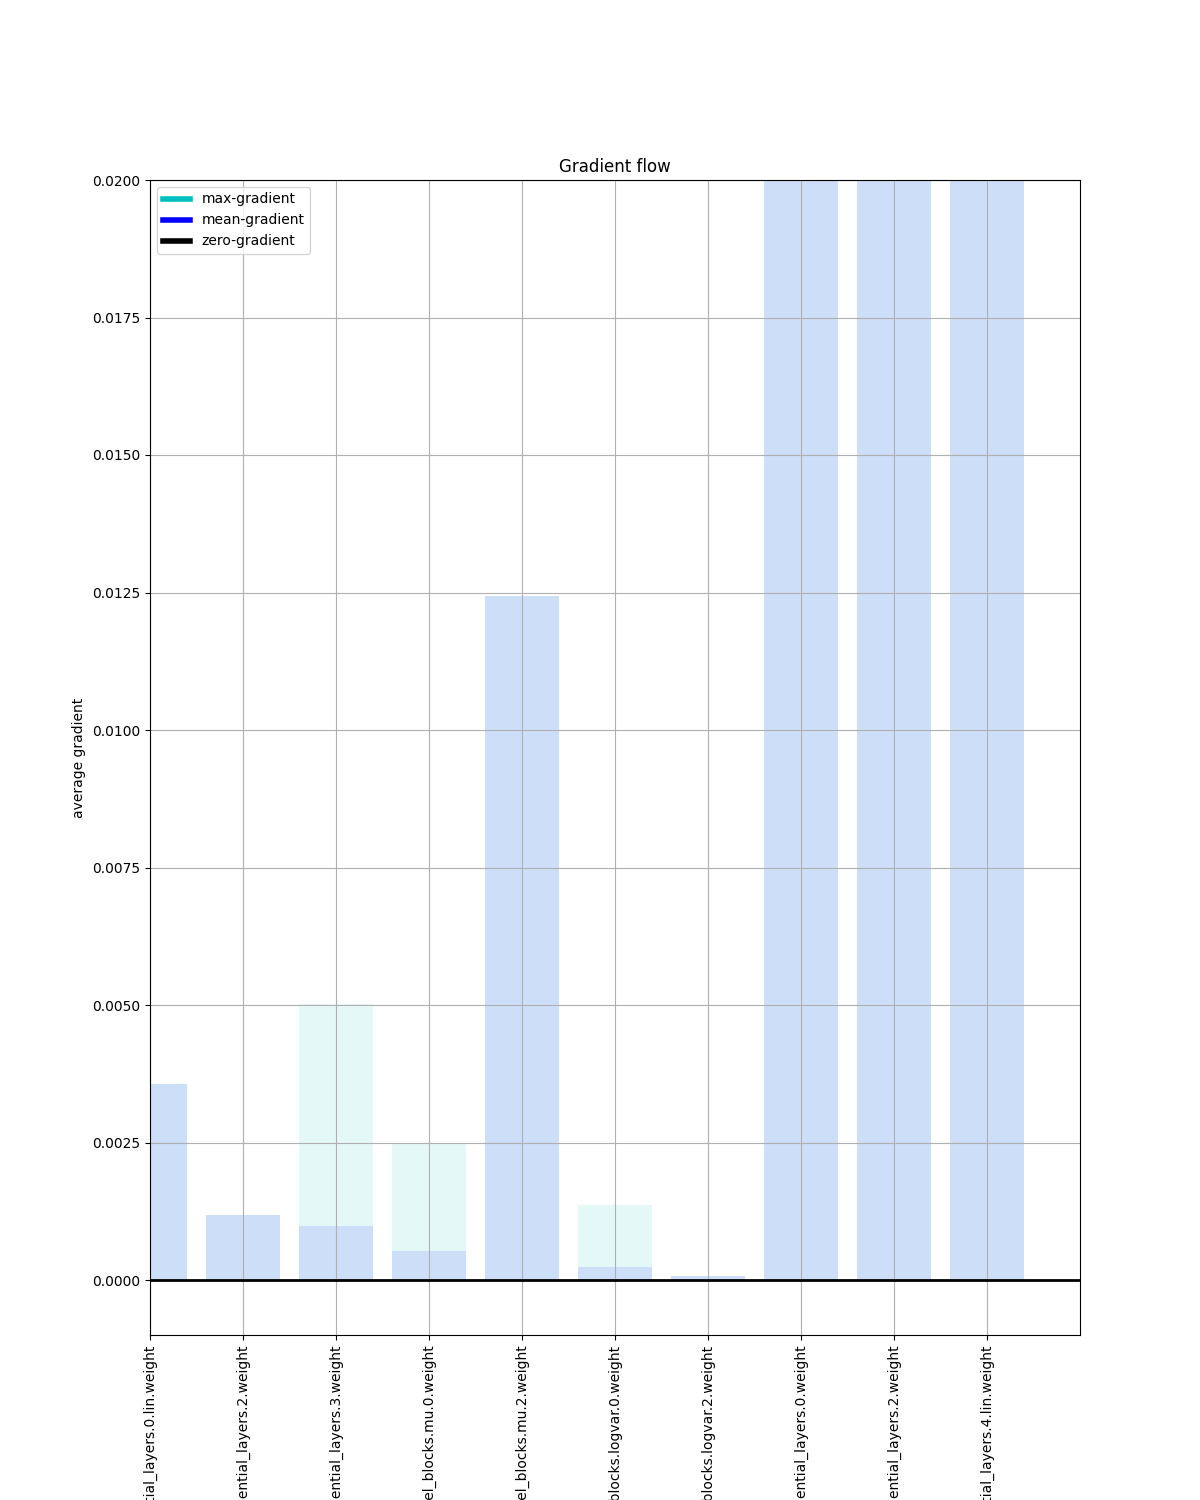 Gradient flow
max-gradient
mean-gradient
zero-gradient
0.0200
0.0175
0.0150
0.0125
0.0100
0.0075
0.0050
0.0025
0.0000
average gradient
tial_layers.0.lin.weight
ential_layers.2.weight
ential_layers.3.weight
el_blocks.mu.0.weight
el_blocks.mu.2.weight
blocks.logvar.0.weight
blocks.logvar.2.weight
ential_layers.0.weight
ential_layers.2.weight
tial_layers.4.lin.weight